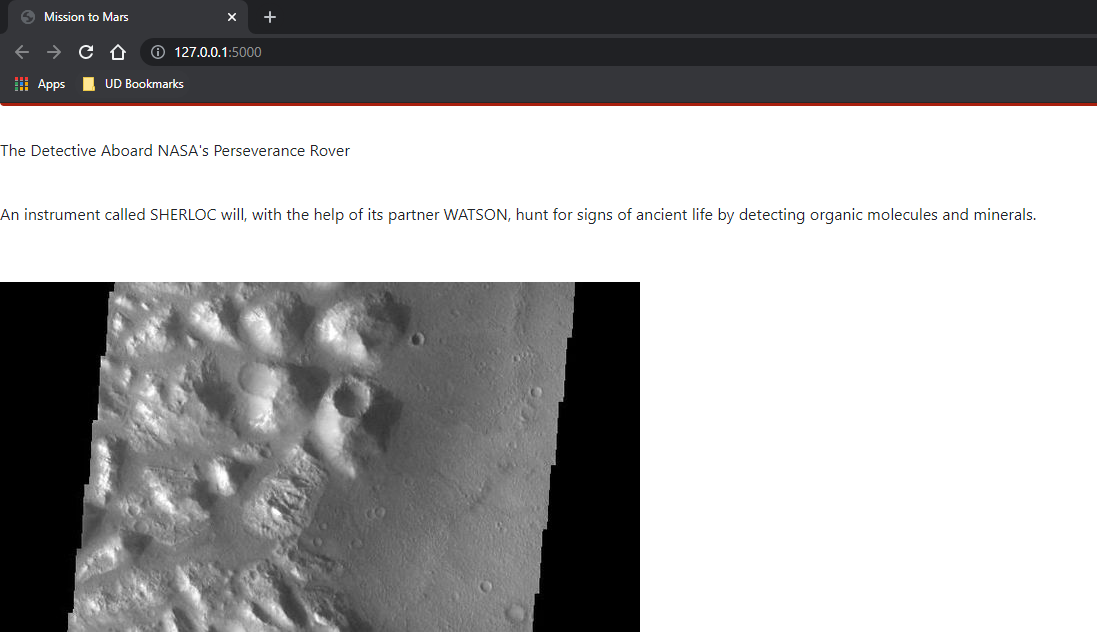 Mission to Mars
127.0.0.1:5000
Apps
UD Bookmarks
The Detective Aboard NASA's Perseverance Rover
An instrument called SHERLOC will, with the help of its partner WATSON, hunt for signs of ancient life by detecting organic molecules and minerals.